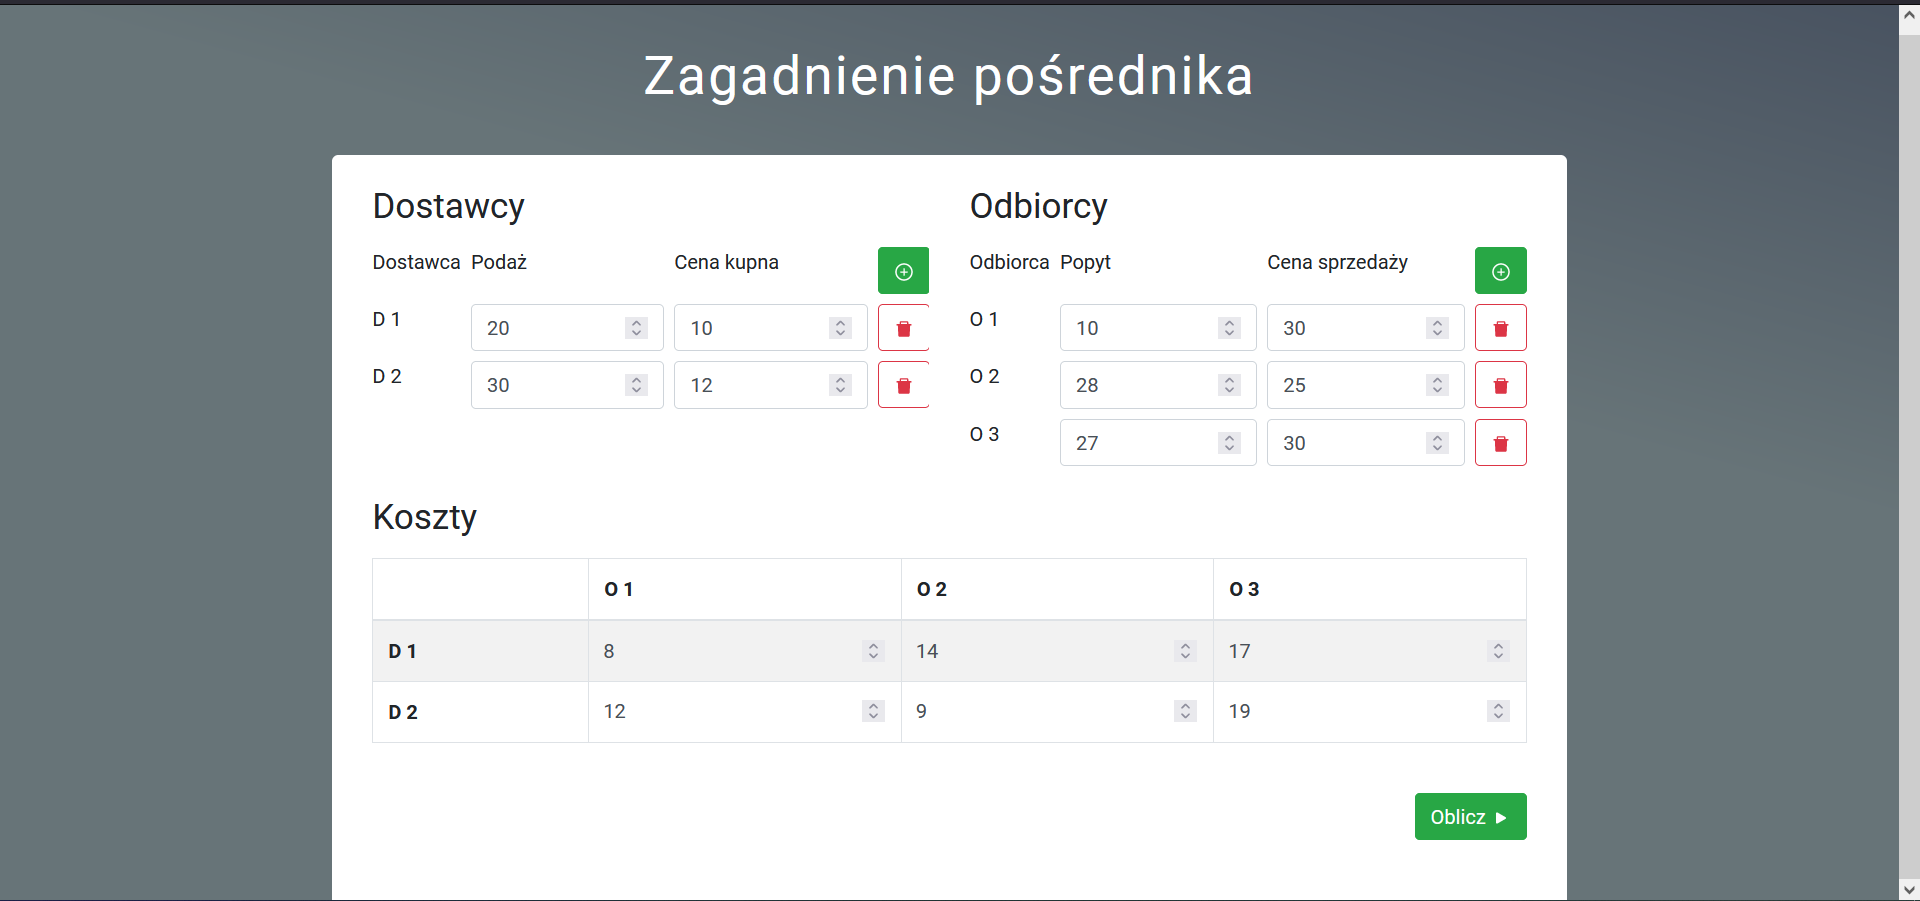 Zagadnienie pośrednika
Dostawcy
Dostawca Podaż Cena kupna
D 1 20 10
D 2 30 12
Odbiorcy
Odbiorca Popyt Cena sprzedaży
O 1 10 30
O 2 28 25
O 3 27 30
Koszty
O 1 O 2 O 3
D 1 8 14 17
D 2 12 9 19
Oblicz